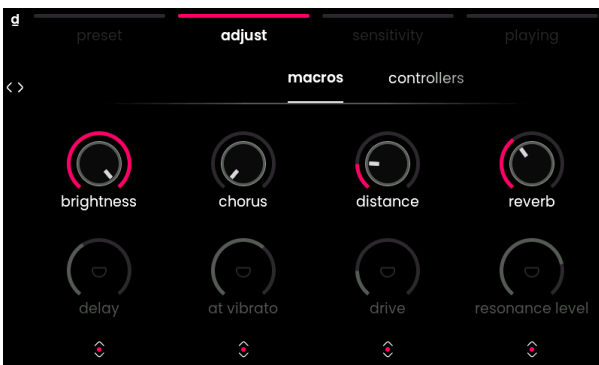 d
preset adjust sensitivity playing
macros controllers
brightness chorus distance reverb
delay at vibrato drive resonance level